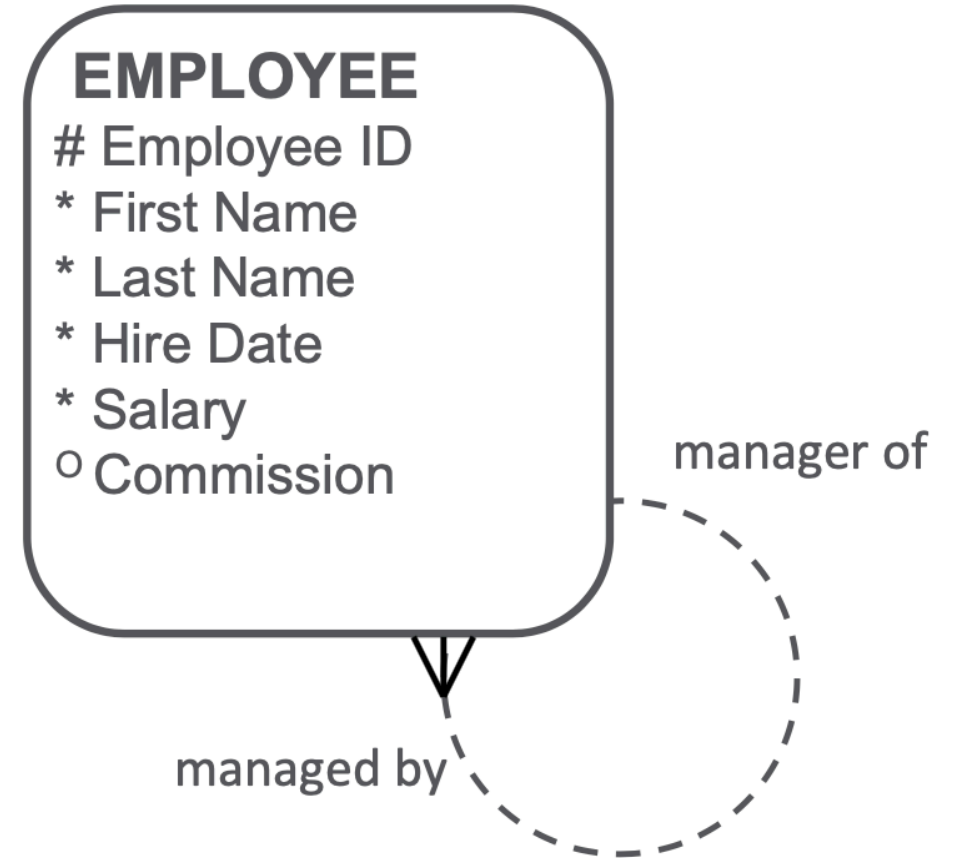 EMPLOYEE
# Employee ID
* First Name
* Last Name
* Hire Date
* Salary
o Commission
manager of
managed by